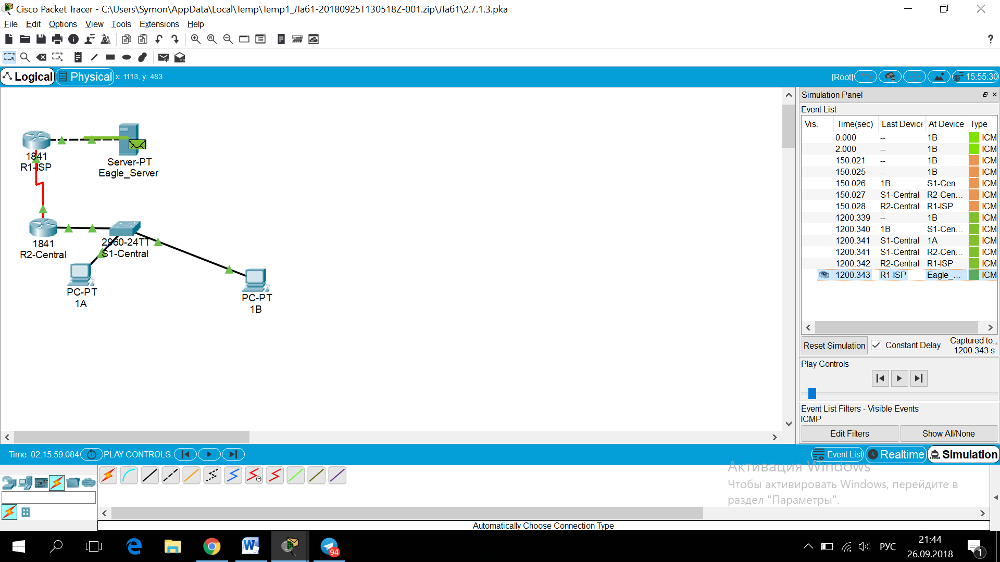 Cisco Packet Tracer - C:\Users\Symon\AppData\Local\Temp\Temp1_Ла61-20180925T130518Z-001.zip\Ла61\2.7.1.3.pka
File Edit Options View Tools Extensions Help
?
Logical Physical x: 1113, y: 483 [Root] 15:55:30
Simulation Panel
Event List
Vis. Time(sec) Last Device At Device Type
0.000 -- 1B ICM
2.000 -- 1B ICM
150.021 -- 1B ICM
150.025 -- 1B ICM
150.026 1B S1-Cen... ICM
150.027 S1-Central R2-Cen... ICM
150.028 R2-Central R1-ISP ICM
1200.339 -- 1B ICM
1200.340 1B S1-Cen... ICM
1200.341 S1-Central 1A ICM
1200.341 S1-Central R2-Cen... ICM
1200.342 R2-Central R1-ISP ICM
1200.343 R1-ISP Eagle_... ICM
1841
R1-ISP
Server-PT
Eagle_Server
1841
R2-Central
2960-24TT
S1-Central
PC-PT
1A
PC-PT
1B
Reset Simulation Constant Delay Captured to:*
1200.343 s
Play Controls
Event List Filters - Visible Events
ICMP
Edit Filters Show All/None
Time: 02:15:59.084 PLAY CONTROLS: Event List Realtime Simulation
Активация Windows
Чтобы активировать Windows, перейдите в
раздел "Параметры".
Automatically Choose Connection Type
94
РУС
21:44
26.09.2018
1